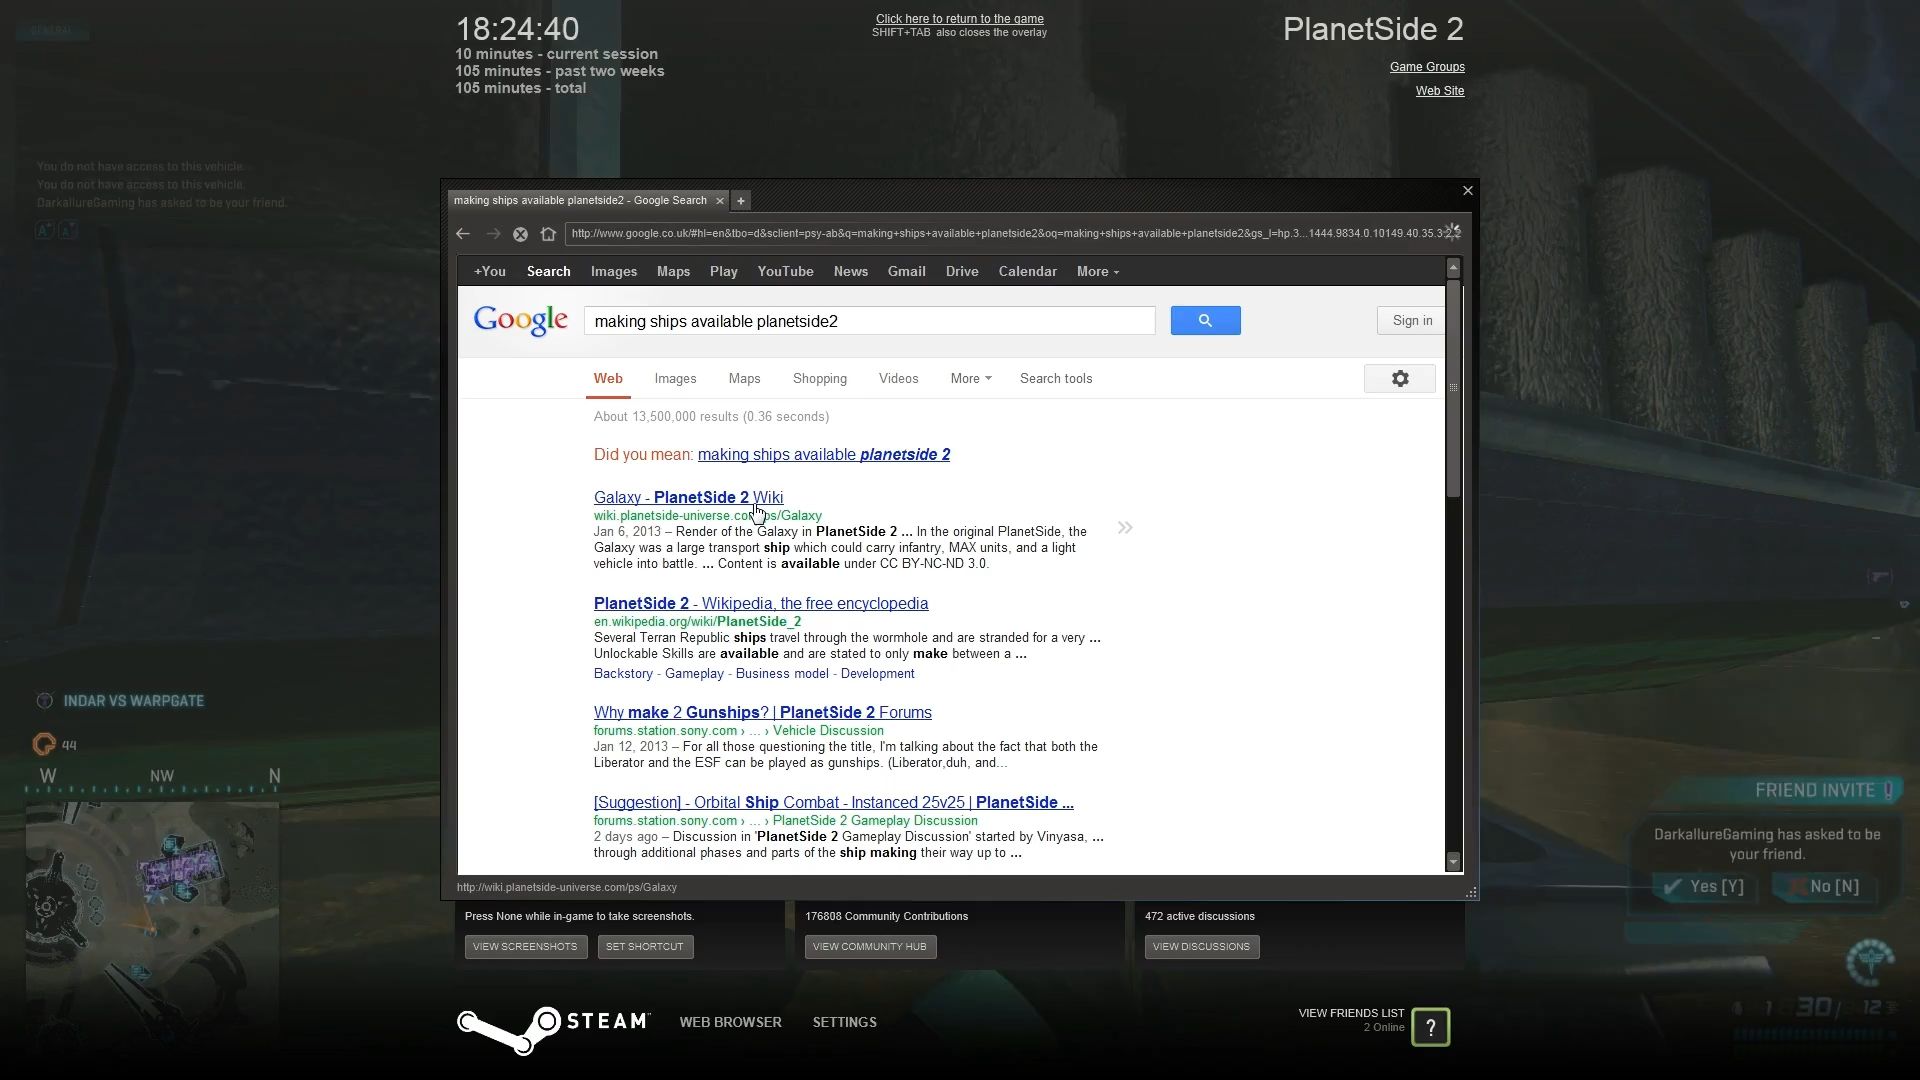 GENERAL
18:24:40
10 minutes - current session
105 minutes - past two weeks
105 minutes - total
Click here to return to the game
SHIFT+TAB also closes the overlay
PlanetSide 2
Game Groups
Web Site
You do not have access to this vehicle.
You do not have access to this vehicle.
DarkallureGaming has asked to be your friend.
making ships available planetside2 - Google Search
http://www.google.co.uk/#hl=en&tbo=d&sclient=psy-ab&q=making+ships+available+planetside2&oq=making+ships+available+planetside2&gs_l=hp.3...1444.9834.0.10149.40.35.3.2.2
+You Search Images Maps Play YouTube News Gmail Drive Calendar More
Google
making ships available planetside2
Sign in
Web Images Maps Shopping Videos More Search tools
About 13,500,000 results (0.36 seconds)
Did you mean: making ships available planetside 2
Galaxy - PlanetSide 2 Wiki
wiki.planetside-universe.com/ps/Galaxy
Jan 6, 2013 – Render of the Galaxy in PlanetSide 2 ... In the original PlanetSide, the
Galaxy was a large transport ship which could carry infantry, MAX units, and a light
vehicle into battle. ... Content is available under CC BY-NC-ND 3.0.
PlanetSide 2 - Wikipedia, the free encyclopedia
en.wikipedia.org/wiki/PlanetSide_2
Several Terran Republic ships travel through the wormhole and are stranded for a very ...
Unlockable Skills are available and are stated to only make between a ...
Backstory - Gameplay - Business model - Development
Why make 2 Gunships? | PlanetSide 2 Forums
forums.station.sony.com › ... › Vehicle Discussion
Jan 12, 2013 – For all those questioning the title, I'm talking about the fact that both the
Liberator and the ESF can be played as gunships. (Liberator,duh, and...
[Suggestion] - Orbital Ship Combat - Instanced 25v25 | PlanetSide ...
forums.station.sony.com › ... › PlanetSide 2 Gameplay Discussion
2 days ago – Discussion in 'PlanetSide 2 Gameplay Discussion' started by Vinyasa, ...
through additional phases and parts of the ship making their way up to ...
http://wiki.planetside-universe.com/ps/Galaxy
INDAR VS WARPGATE
44
W NW N
FRIEND INVITE !
DarkallureGaming has asked to be
your friend.
Yes [Y] No [N]
Press None while in-game to take screenshots.
VIEW SCREENSHOTS SET SHORTCUT
176808 Community Contributions
VIEW COMMUNITY HUB
472 active discussions
VIEW DISCUSSIONS
1 30/ 12
STEAM
WEB BROWSER SETTINGS
VIEW FRIENDS LIST
2 Online
?